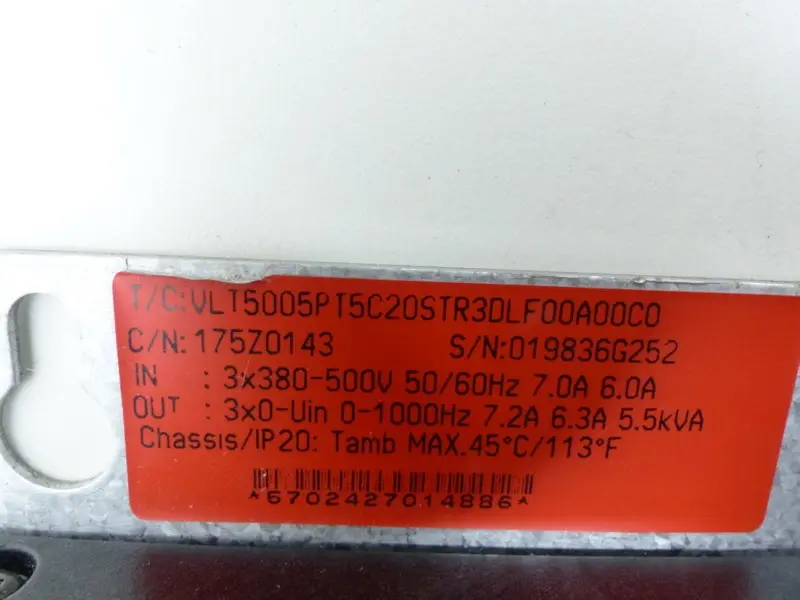 T/C:VLT5005PT5C20STR3DLF00A00C0
C/N: 175Z0143 S/N:019836G252
IN : 3x380-500V 50/60Hz 7.0A 6.0A
OUT : 3x0-Uin 0-1000Hz 7.2A 6.3A 5.5kVA
Chassis/IP20: Tamb MAX.45°C/113°F
*5702427014886*